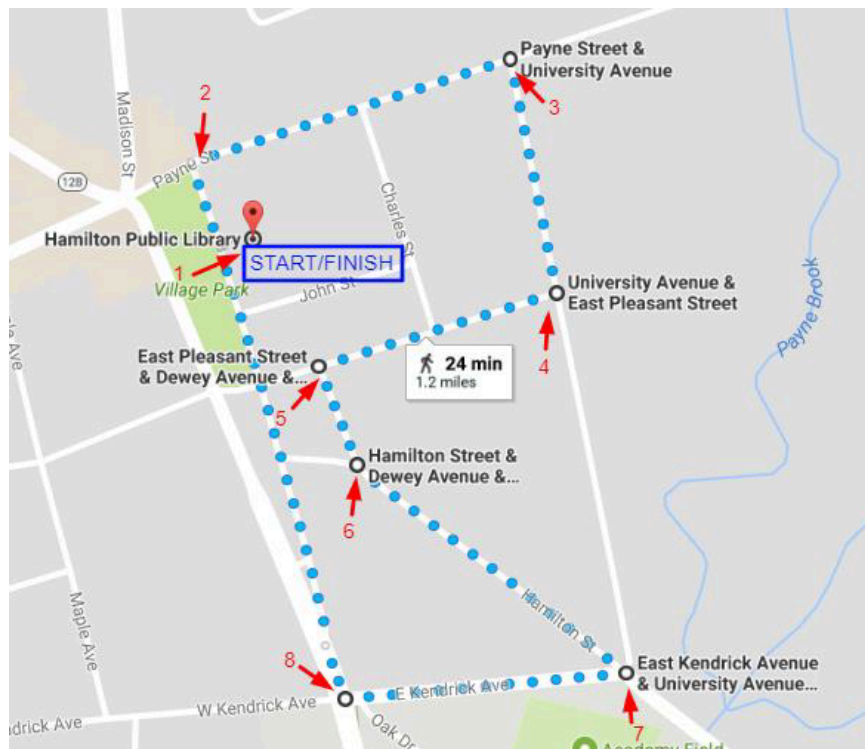 Payne Street &
University Avenue
2
3
Madison St
Payne St
128
Charles St
Hamilton Public Library
1
START/FINISH
Village Park
John St
University Avenue &
East Pleasant Street
Payne Brook
East Pleasant Street
& Dewey Avenue &...
24 min
1.2 miles
4
5
Hamilton Street &
Dewey Avenue &...
6
Maple Ave
Hamilton St
8
East Kendrick Avenue
& University Avenue...
W Kendrick Ave
E Kendrick Ave
Oak Dr
7
Academy Field